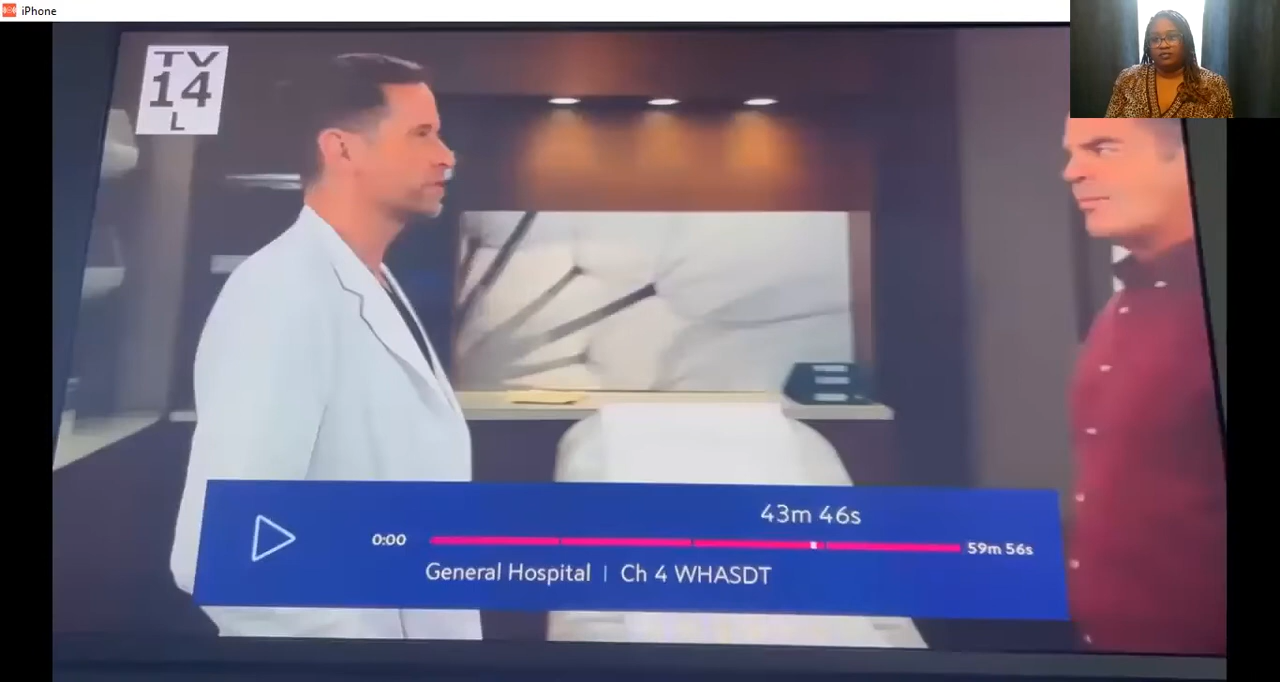 iPhone
TV
14
L
43m 46s
0:00
59m 56s
General Hospital | Ch 4 WHASDT